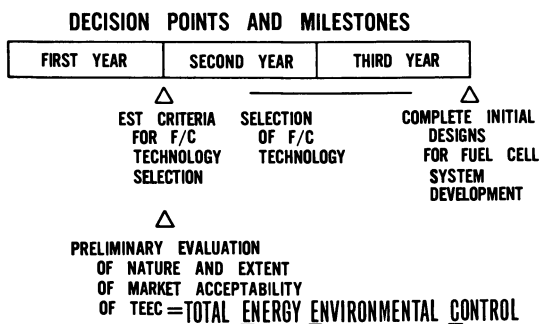 DECISION POINTS AND MILESTONES
FIRST YEAR SECOND YEAR THIRD YEAR
EST CRITERIA
FOR F/C
TECHNOLOGY
SELECTION
SELECTION
OF F/C
TECHNOLOGY
COMPLETE INITIAL
DESIGNS
FOR FUEL CELL
SYSTEM
DEVELOPMENT
PRELIMINARY EVALUATION
OF NATURE AND EXTENT
OF MARKET ACCEPTABILITY
OF TEEC = TOTAL ENERGY ENVIRONMENTAL CONTROL